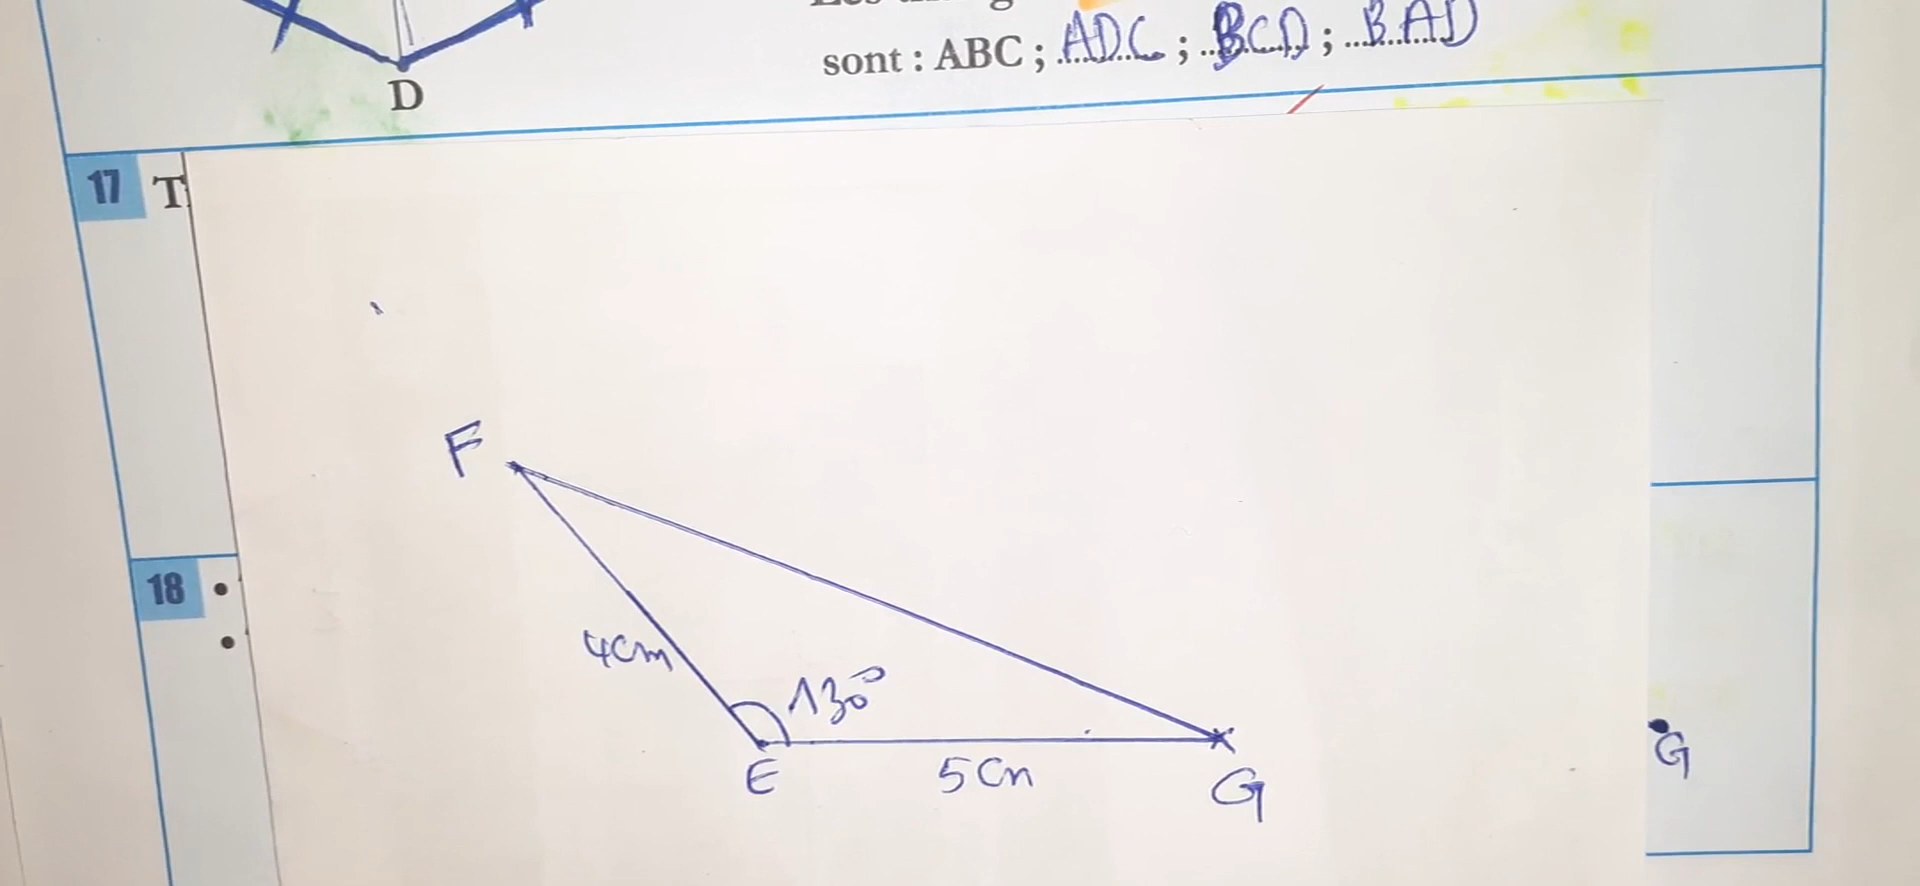 sont : ABC ; ADC ; BCD ; BAD
D
17 T
F
18 •
•
4cm
130°
G
E
5Cm
G